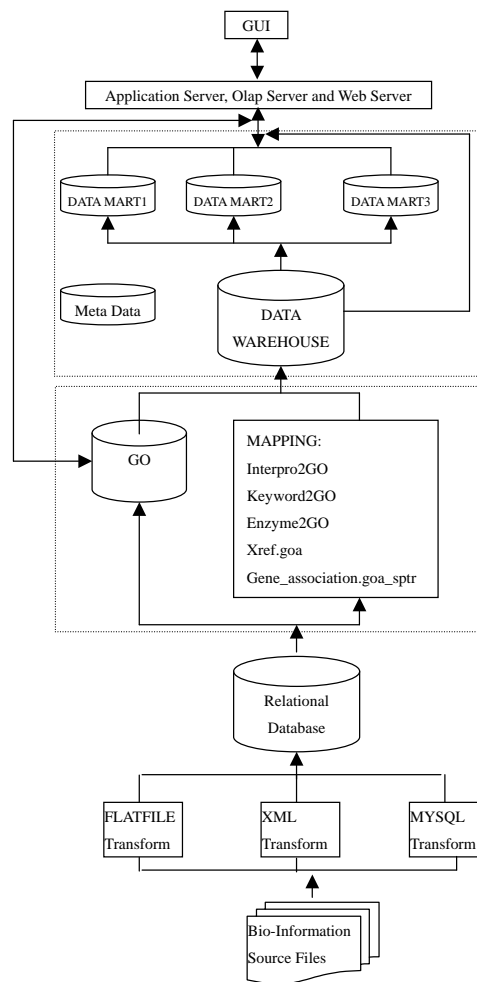 GUI
Application Server, Olap Server and Web Server
DATA MART1
DATA MART2
DATA MART3
Meta Data
DATA
WAREHOUSE
GO
MAPPING:
Interpro2GO
Keyword2GO
Enzyme2GO
Xref.goa
Gene_association.goa_sptr
Relational
Database
FLATFILE
Transform
XML
Transform
MYSQL
Transform
Bio-Information
Source Files